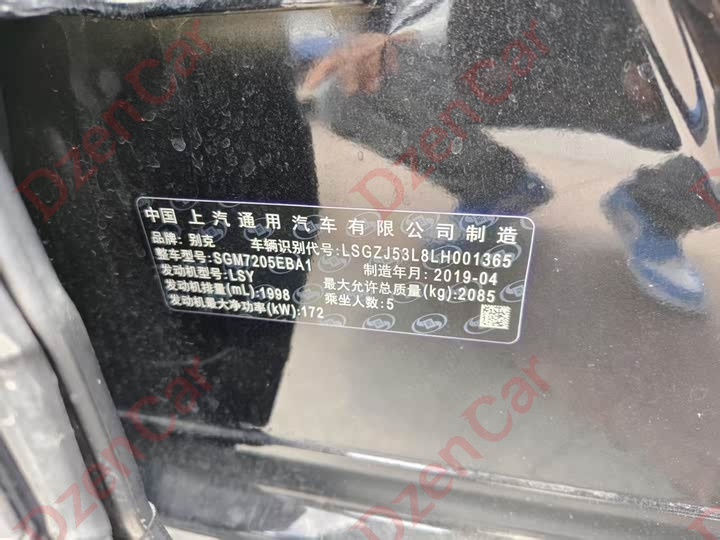 中国 上汽通用汽车有限公司制造
品牌: 别克 车辆识别代号: LSGZJ53L8LH001365
整车型号: SGM7205EBA1 制造年月: 2019-04
发动机型号: LSY 最大允许总质量(kg): 2085
发动机排量(mL): 1998 乘坐人数: 5
发动机最大净功率(kW): 172
DzenCar
DzenCar
DzenCar
DzenCar
DzenCar
DzenCar